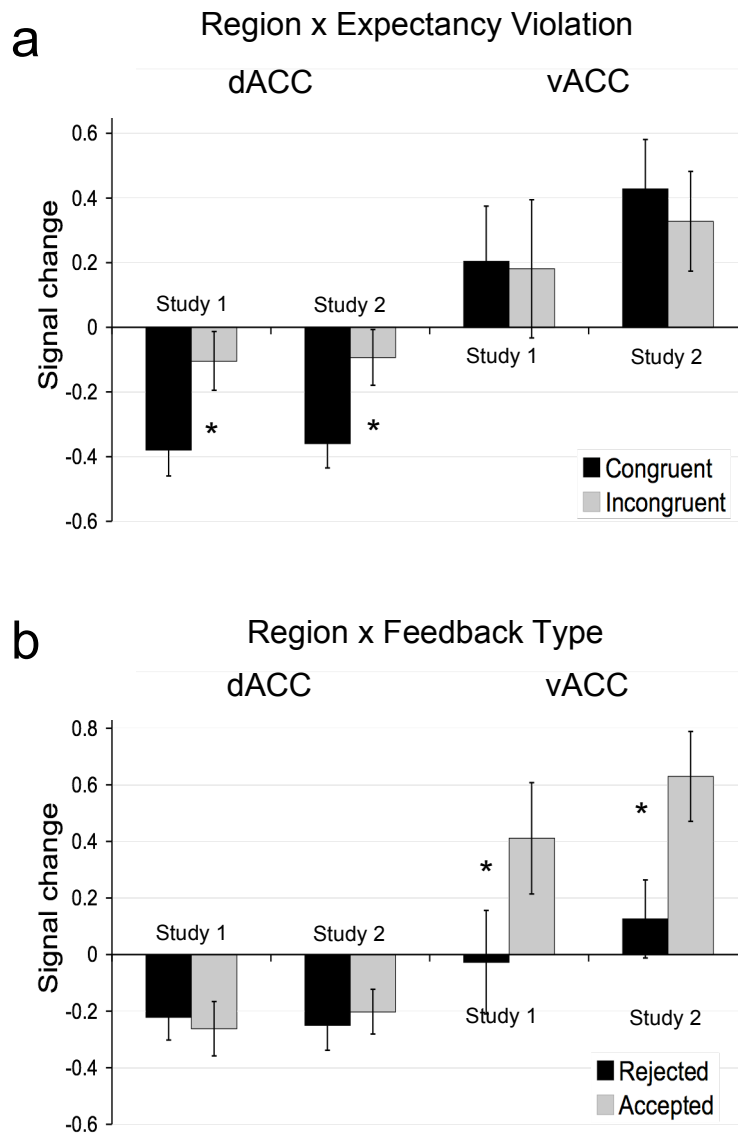 a
Region x Expectancy Violation
dACC vACC
0.6
0.4
0.2
0
-0.2
-0.4
-0.6
Signal change
Study 1
Study 2
Study 1
Study 2
*
*
Congruent
Incongruent
b
Region x Feedback Type
dACC vACC
0.8
0.6
0.4
0.2
0
-0.2
-0.4
-0.6
Signal change
*
*
Study 1
Study 2
Study 1
Study 2
Rejected
Accepted